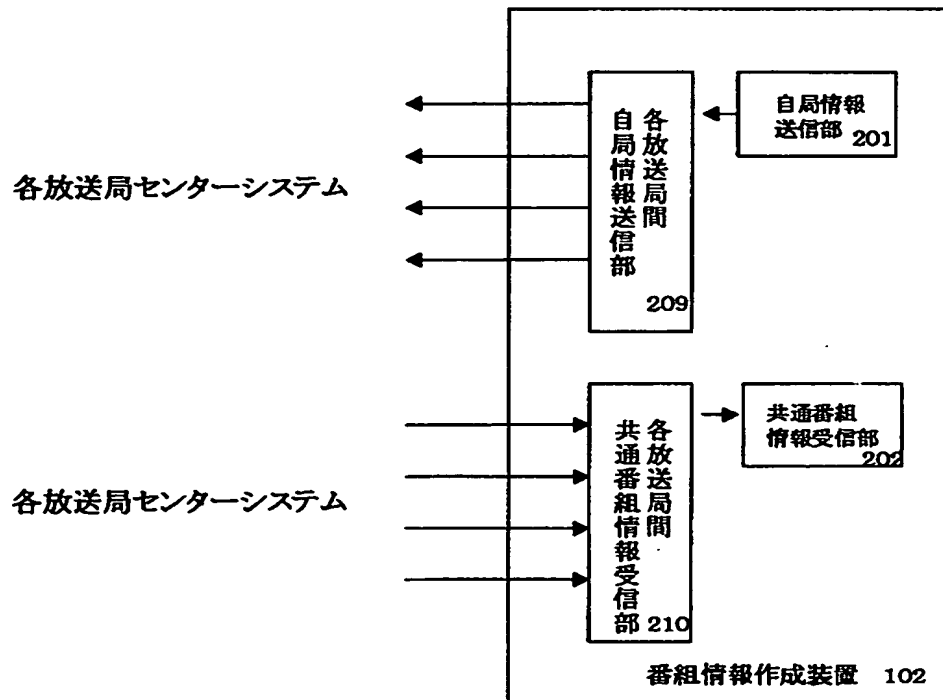 各放送局センターシステム
各放送局間
自局情報送信部
209
自局情報
送信部 201
各放送局センターシステム
各放送局間
共通番組情報受信部 210
共通番組
情報受信部
202
番組情報作成装置 102